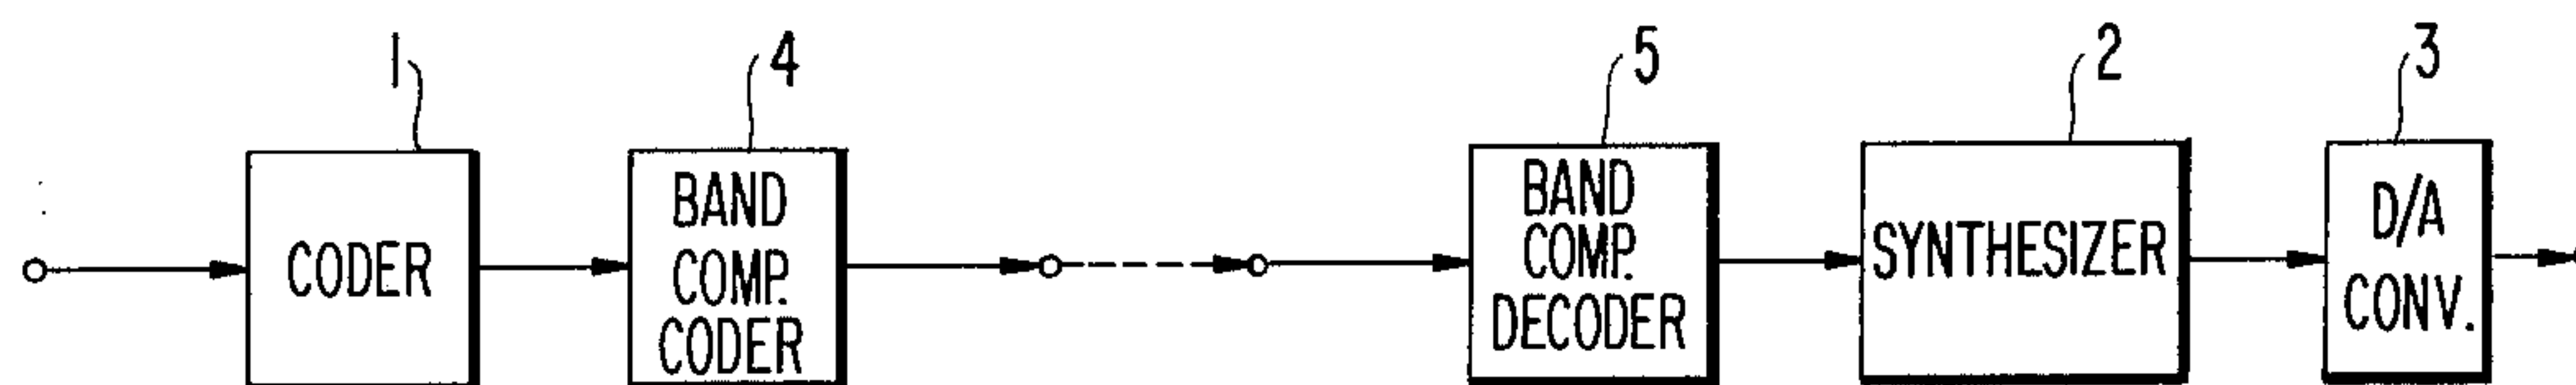 1
4
5
2
3
CODER
BAND
COMP.
CODER
BAND
COMP.
DECODER
SYNTHESIZER
D/A
CONV.